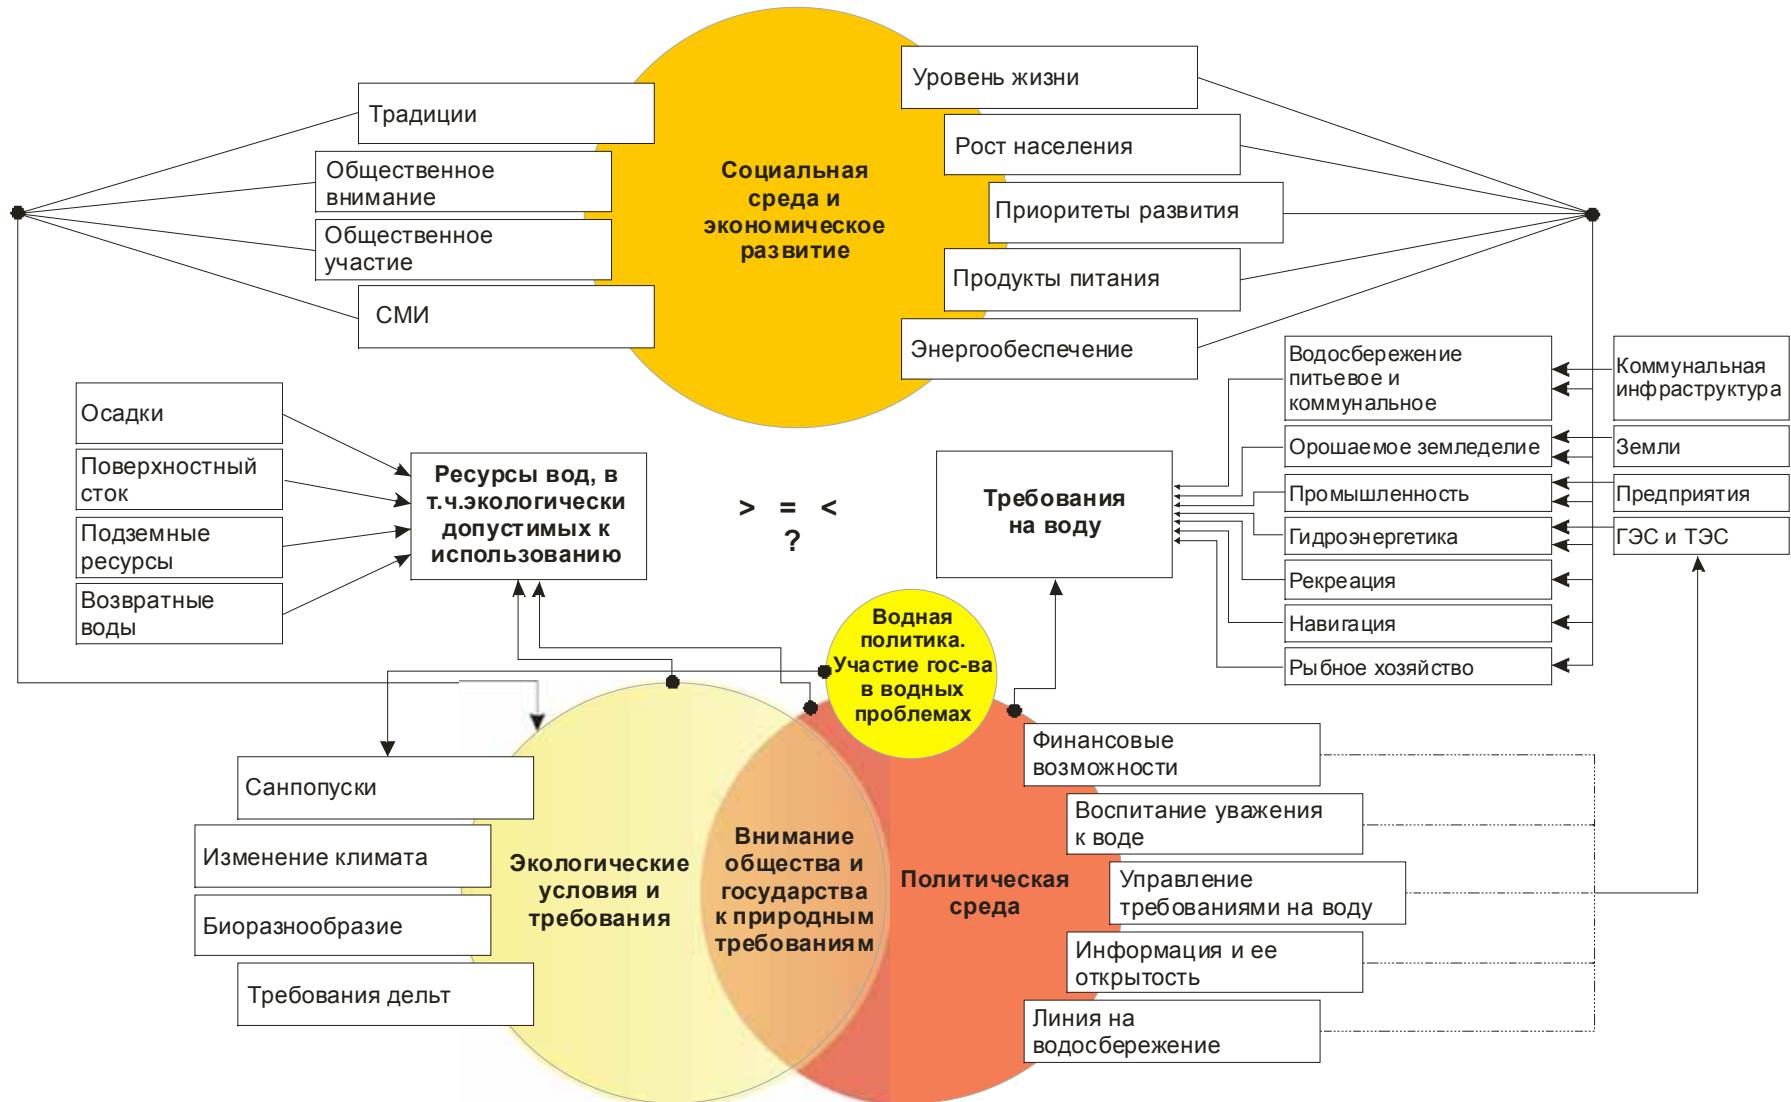 Традиции
Общественное
внимание
Общественное
участие
СМИ
Социальная
среда и
экономическое
развитие
Уровень жизни
Рост населения
Приоритеты развития
Продукты питания
Энергообеспечение
Осадки
Поверхностный
сток
Подземные
ресурсы
Возвратные
воды
Ресурсы вод, в
т.ч.экологически
допустимых к
использованию
> = <
?
Требования
на воду
Водосбережение
питьевое и
коммунальное
Орошаемое земледелие
Промышленность
Гидроэнергетика
Рекреация
Навигация
Рыбное хозяйство
Коммунальная
инфраструктура
Земли
Предприятия
ГЭС и ТЭС
Водная
политика.
Участие гос-ва
в водных
проблемах
Санпопуски
Изменение климата
Биоразнообразие
Требования дельт
Экологические
условия и
требования
Внимание
общества и
государства
к природным
требованиям
Политическая
среда
Финансовые
возможности
Воспитание уважения
к воде
Управление
требованиями на воду
Информация и ее
открытость
Линия на
водосбережение